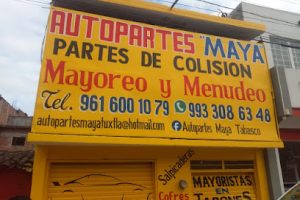 AUTOPARTES "MAYA
PARTES DE COLISION
Mayoreo y Menudeo
Tel. 961 600 10 79 993 308 63 48
autopartesmayatuxtla@hotmail.com Autopartes Maya Tabasco
Salpicaderas
Cofres
MAYORISTAS
EN